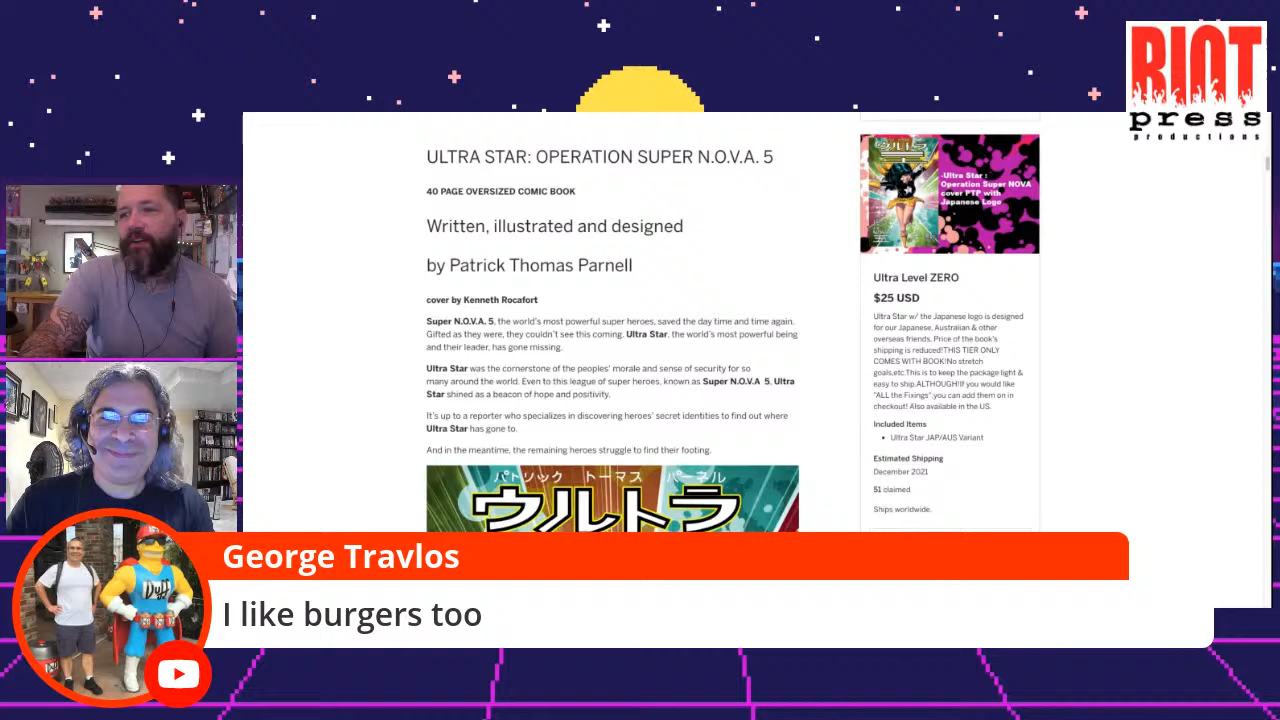 RIOT
press
productions
ULTRA STAR: OPERATION SUPER N.O.V.A. 5
40 PAGE OVERSIZED COMIC BOOK
Written, illustrated and designed
by Patrick Thomas Parnell
cover by Kenneth Rocafort
Super N.O.V.A. 5, the world's most powerful super heroes, saved the day time and time again.
Gifted as they were, they couldn't see this coming. Ultra Star, the world's most powerful being
and their leader, has gone missing.
Ultra Star was the cornerstone of the peoples' morale and sense of security for so
many around the world. Even to this league of super heroes, known as Super N.O.V.A 5, Ultra
Star shined as a beacon of hope and positivity.
It's up to a reporter who specializes in discovering heroes' secret identities to find out where
Ultra Star has gone to.
And in the meantime, the remaining heroes struggle to find their footing.
パトリック トーマス パーネル
ウルトラ
ウルトラ
-Ultra Star :
Operation Super NOVA
cover PTP with
Japanese Logo
Ultra Level ZERO
$25 USD
Ultra Star w/ the Japanese logo is designed
for our Japanese, Australian & other
overseas friends. Price of the book's
shipping is reduced!THIS TIER ONLY
COMES WITH BOOK!No stretch
goals,etc.This is to keep the package light &
easy to ship.ALTHOUGH!If you would like
"ALL the Fixings",you can add them on in
checkout! Also available in the US.
Included Items
• Ultra Star JAP/AUS Variant
Estimated Shipping
December 2021
51 claimed
Ships worldwide.
George Travlos
I like burgers too
Duff